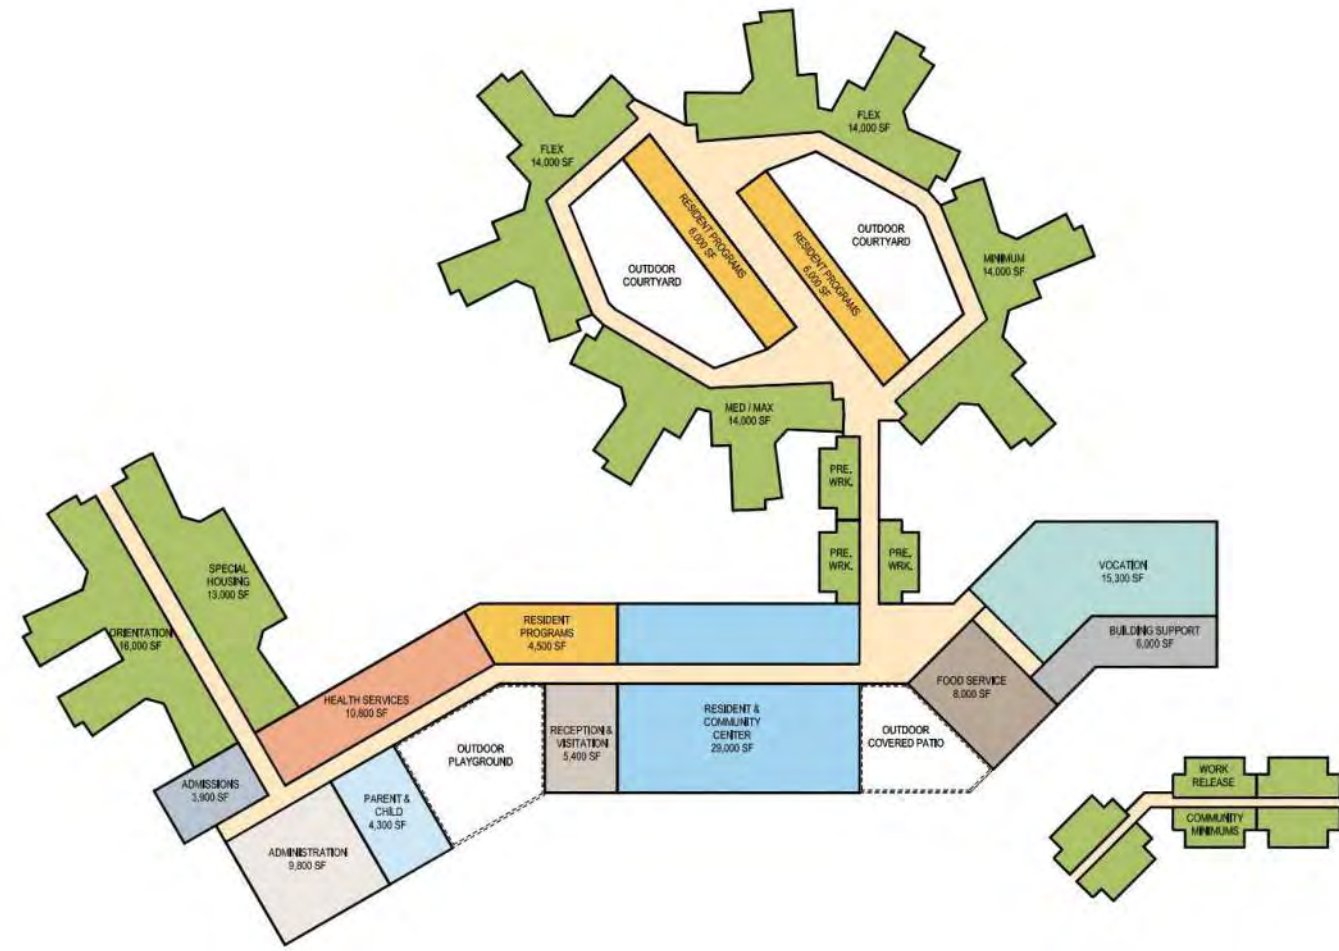 FLEX
14,000 SF
FLEX
14,000 SF
RESIDENT PROGRAMS
6,000 SF
RESIDENT PROGRAMS
6,000 SF
OUTDOOR
COURTYARD
OUTDOOR
COURTYARD
MINIMUM
14,000 SF
MED / MAX
14,000 SF
PRE.
WRK.
PRE.
WRK.
PRE.
WRK.
SPECIAL
HOUSING
13,000 SF
ORIENTATION
16,000 SF
RESIDENT
PROGRAMS
4,500 SF
VOCATION
15,300 SF
BUILDING SUPPORT
6,000 SF
FOOD SERVICE
8,000 SF
HEALTH SERVICES
10,800 SF
OUTDOOR
PLAYGROUND
RECEPTION &
VISITATION
5,400 SF
RESIDENT &
COMMUNITY
CENTER
29,000 SF
OUTDOOR
COVERED PATIO
ADMISSIONS
3,900 SF
PARENT &
CHILD
4,300 SF
ADMINISTRATION
9,800 SF
WORK
RELEASE
COMMUNITY
MINIMUMS